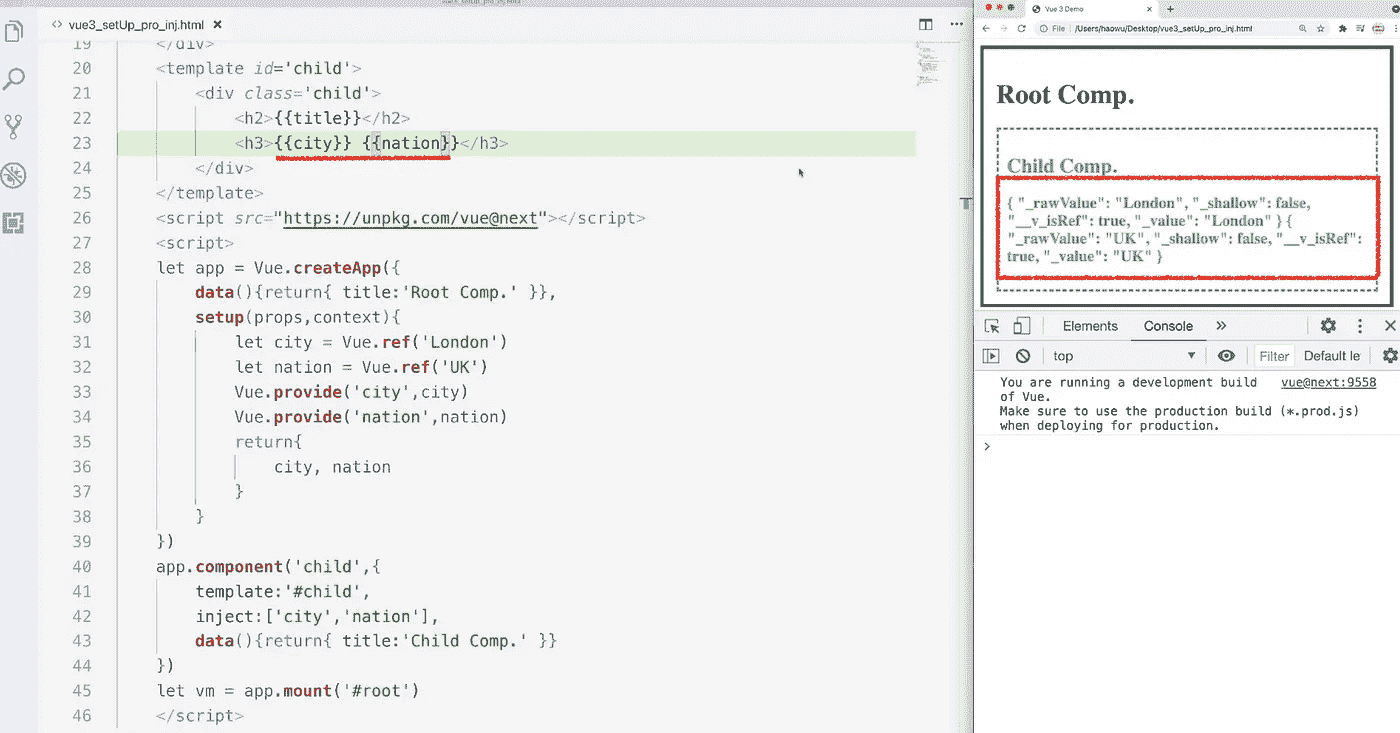 vue3_setUp_pro_inj.html
19 </div>
20 <template id='child'>
21 <div class='child'>
22 <h2>{{title}}</h2>
23 <h3>{{city}} {{nation}}</h3>
24 </div>
25 </template>
26 <script src="https://unpkg.com/vue@next"></script>
27 <script>
28 let app = Vue.createApp({
29 data(){return{ title:'Root Comp.' }},
30 setup(props,context){
31 let city = Vue.ref('London')
32 let nation = Vue.ref('UK')
33 Vue.provide('city',city)
34 Vue.provide('nation',nation)
35 return{
36 city, nation
37 }
38 }
39 })
40 app.component('child',{
41 template:'#child',
42 inject:['city','nation'],
43 data(){return{ title:'Child Comp.' }}
44 })
45 let vm = app.mount('#root')
46 </script>
Vue 3 Demo
File /Users/haowu/Desktop/vue3_setUp_pro_inj.html
Root Comp.
Child Comp.
{ "_rawValue": "London", "_shallow": false,
"__v_isRef": true, "_value": "London" } {
"_rawValue": "UK", "_shallow": false, "__v_isRef":
true, "_value": "UK" }
Elements Console »
top Filter Default le
You are running a development build vue@next:9558
of Vue.
Make sure to use the production build (*.prod.js)
when deploying for production.